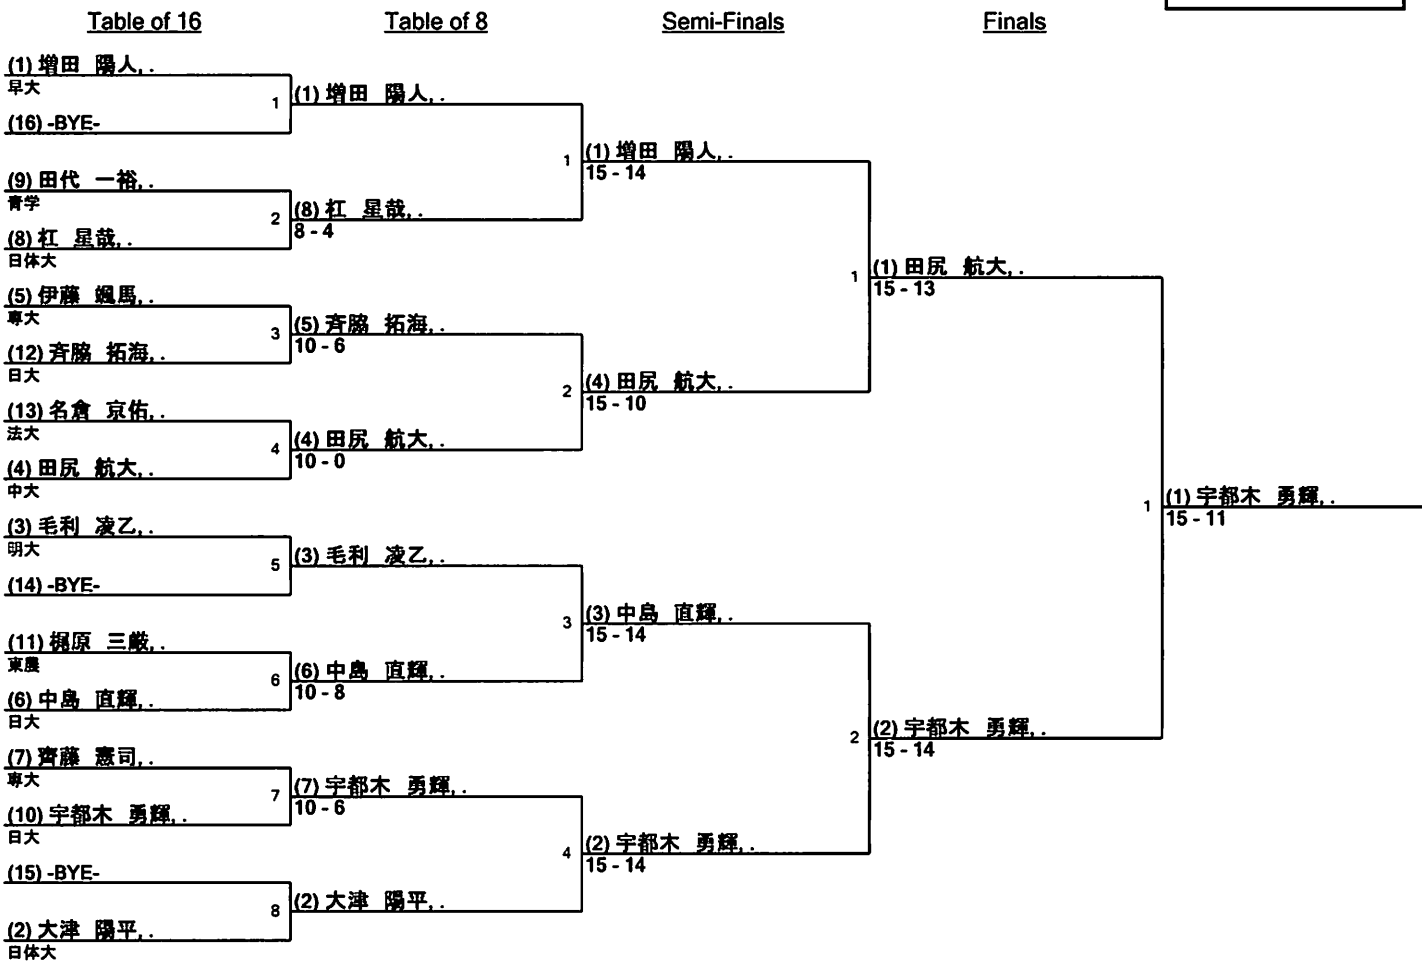 Table of 16
Table of 8
Semi-Finals
Finals
(1) 増田 陽人, .
早大
1
(16) -BYE-
(9) 田代 一裕, .
青学
2
(8) 杠 星哉, .
日体大
(5) 伊藤 颯馬, .
専大
3
(12) 斉脇 拓海, .
日大
(13) 名倉 京佑, .
法大
4
(4) 田尻 航大, .
中大
(3) 毛利 凌乙, .
明大
5
(14) -BYE-
(11) 梶原 三厳, .
東農
6
(6) 中島 直輝, .
日大
(7) 齊藤 憲司, .
専大
7
(10) 宇都木 勇輝, .
日大
(15) -BYE-
8
(2) 大津 陽平, .
日体大
(1) 増田 陽人, .
1
(8) 杠 星哉, .
8 - 4
(5) 斉脇 拓海, .
10 - 6
2
(4) 田尻 航大, .
10 - 0
(3) 毛利 凌乙, .
3
(6) 中島 直輝, .
10 - 8
(7) 宇都木 勇輝, .
10 - 6
4
(2) 大津 陽平, .
(1) 増田 陽人, .
15 - 14
1
(4) 田尻 航大, .
15 - 10
(3) 中島 直輝, .
15 - 14
2
(2) 宇都木 勇輝, .
15 - 14
(1) 田尻 航大, .
15 - 13
1
(2) 宇都木 勇輝, .
15 - 14
(1) 宇都木 勇輝, .
15 - 11